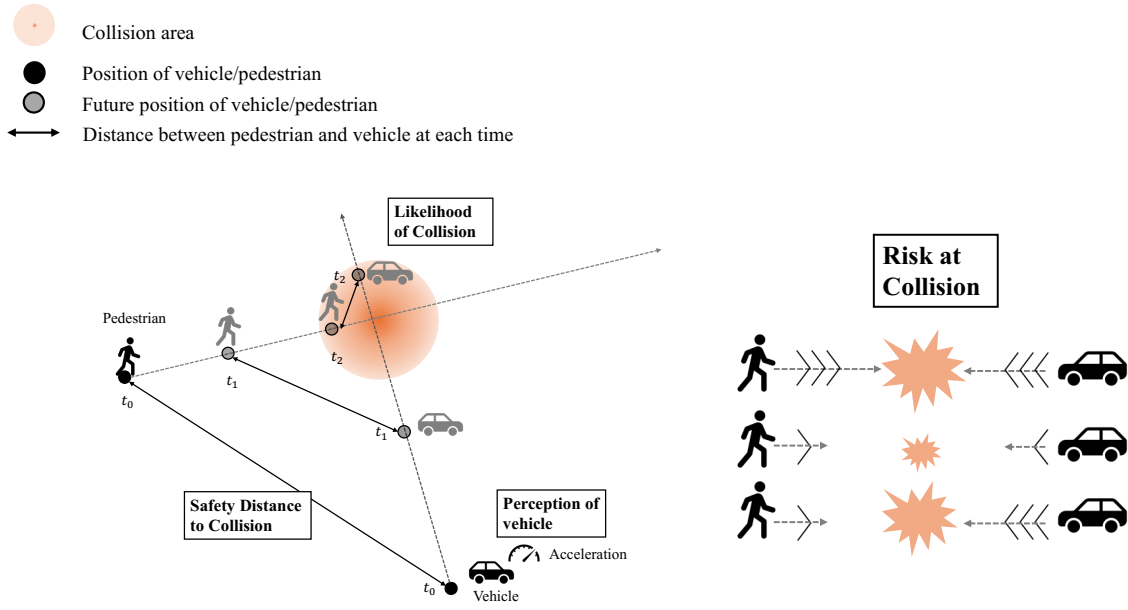 Collision area
Position of vehicle/pedestrian
Future position of vehicle/pedestrian
Distance between pedestrian and vehicle at each time
Likelihood
of Collision
Risk at
Collision
t₂
Pedestrian
t₂
t₁
t₀
t₁
Safety Distance
to Collision
Perception of
vehicle
Acceleration
t₀
Vehicle